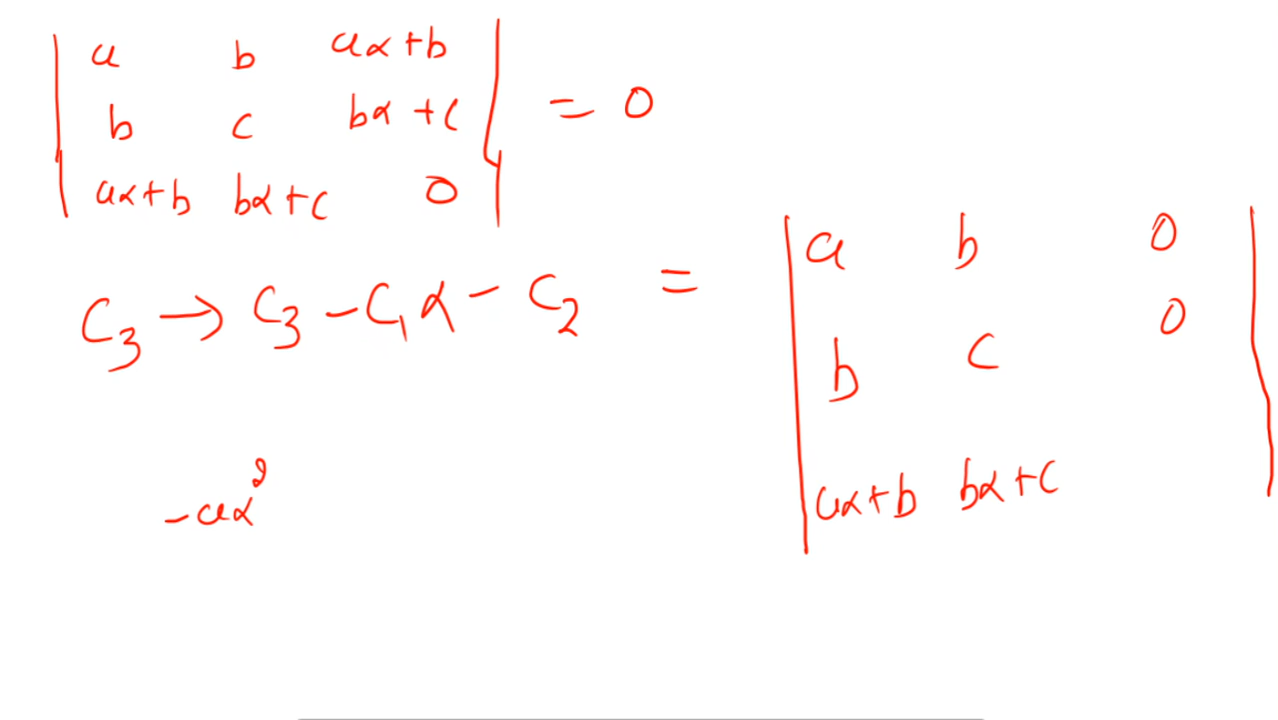 | a b aα+b |
| b c bα+c | = 0
| aα+b bα+c 0 |
C₃ → C₃ - C₁α - C₂ =
| a b 0 |
| b c 0 |
| aα+b bα+c |
-aα²